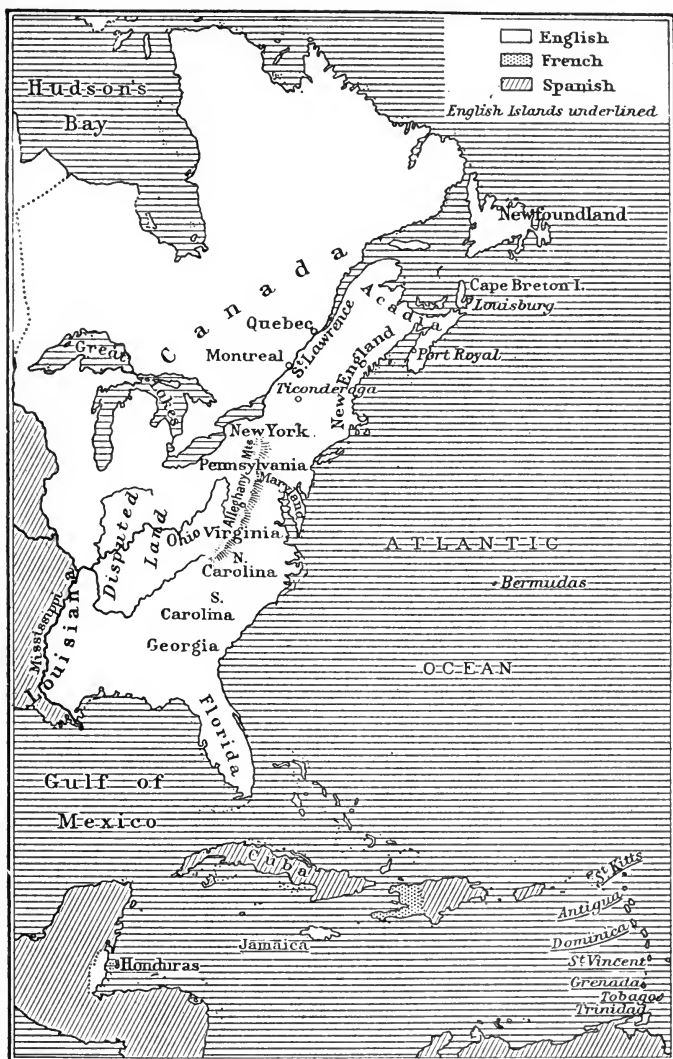 English
French
Spanish
English Islands underlined
Hudson's
Bay
Newfoundland
Canada
Cape Breton I.
Louisburg
Acadia
Quebec
St Lawrence
Montreal
Great
Lakes
Port Royal
Ticonderoga
New England
New York
Pennsylvania
Alleghany Mts
Maryland
Disputed
Land
Ohio
Virginia
N.
Carolina
ATLANTIC
Bermudas
S.
Carolina
Mississippi
Louisiana
Georgia
OCEAN
Florida
Gulf of
Mexico
Cuba
St Kitts
Antigua
Jamaica
Dominica
Honduras
St Vincent
Grenada
Tobago
Trinidad